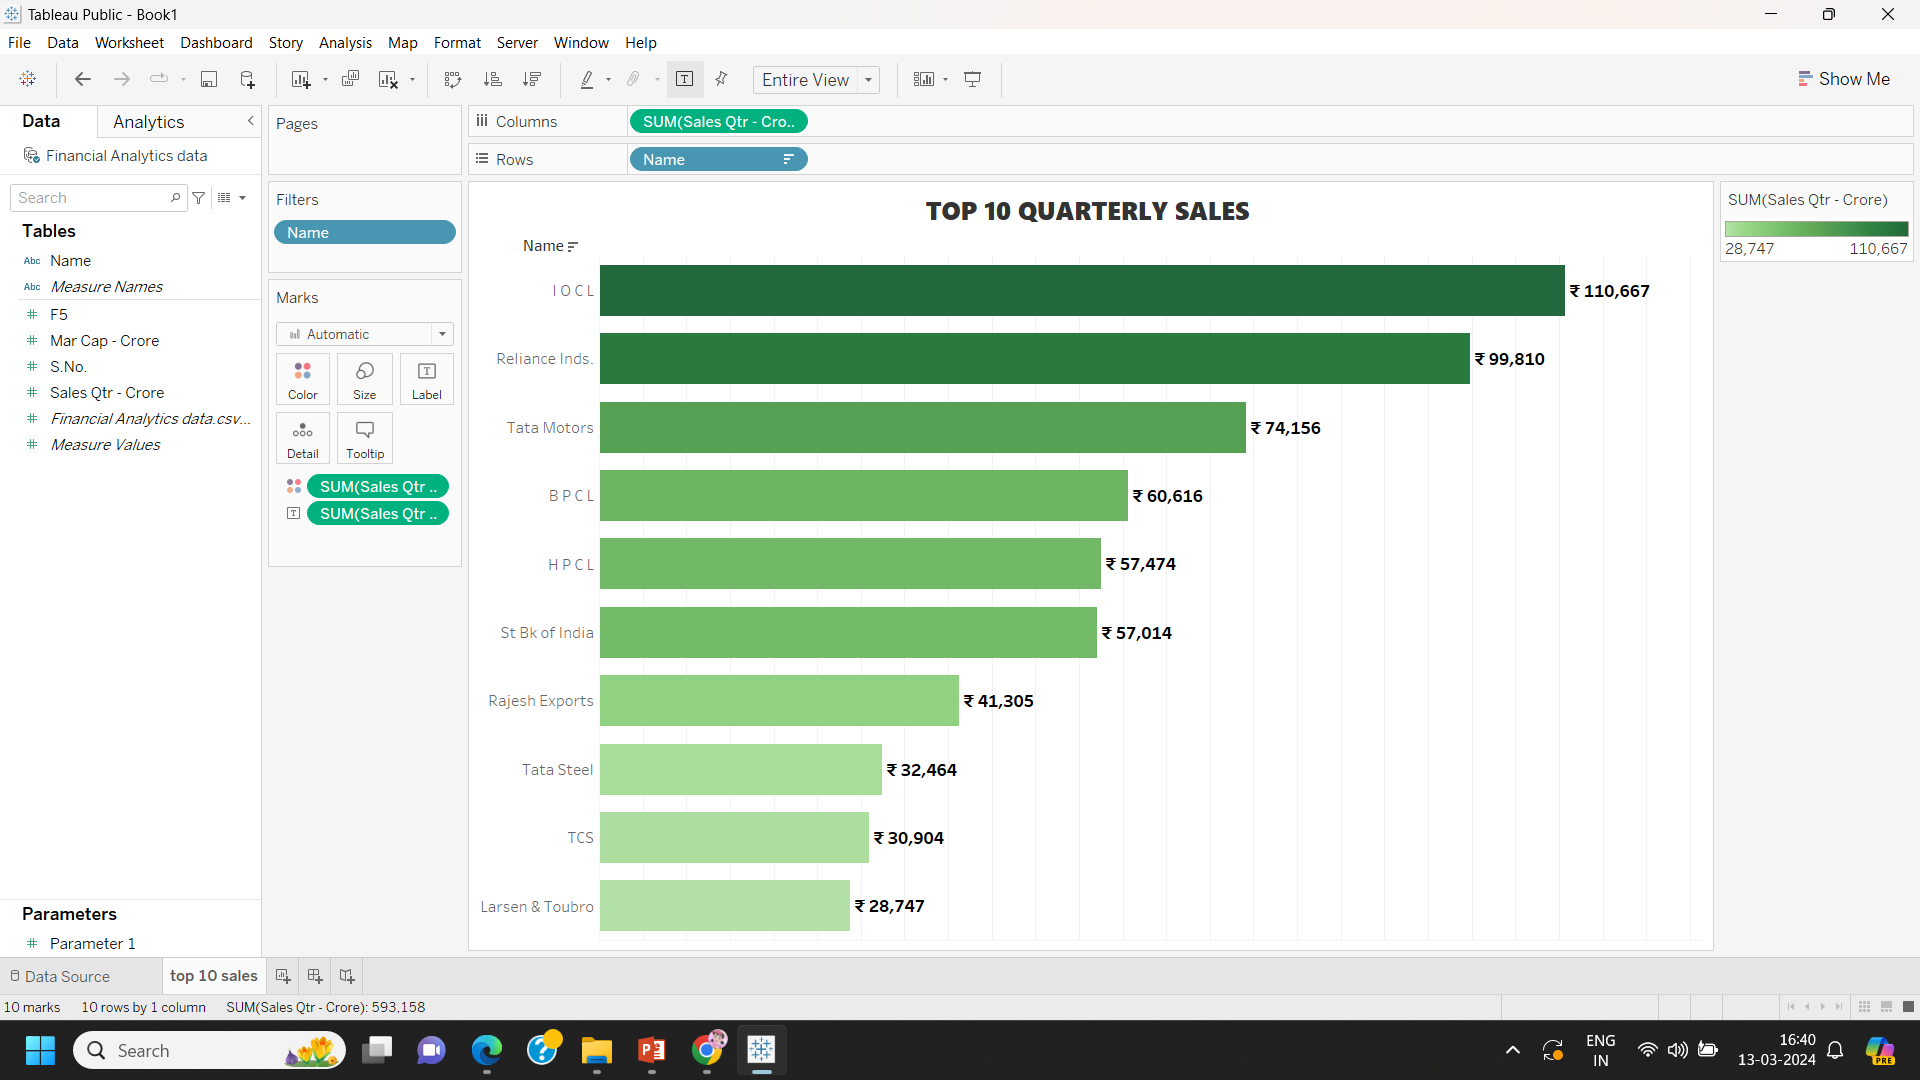 Tableau Public - Book1
File Data Worksheet Dashboard Story Analysis Map Format Server Window Help
Entire View
Show Me
Data Analytics
Financial Analytics data
Search
Tables
Abc Name
Abc Measure Names
# F5
# Mar Cap - Crore
# S.No.
# Sales Qtr - Crore
# Financial Analytics data.csv...
# Measure Values
Parameters
# Parameter 1
Pages
Filters
Name
Marks
Automatic
Color Size Label
Detail Tooltip
SUM(Sales Qtr ..
SUM(Sales Qtr ..
Columns SUM(Sales Qtr - Cro..
Rows Name
TOP 10 QUARTERLY SALES
Name
I O C L ₹ 110,667
Reliance Inds. ₹ 99,810
Tata Motors ₹ 74,156
B P C L ₹ 60,616
H P C L ₹ 57,474
St Bk of India ₹ 57,014
Rajesh Exports ₹ 41,305
Tata Steel ₹ 32,464
TCS ₹ 30,904
Larsen & Toubro ₹ 28,747
SUM(Sales Qtr - Crore)
28,747 110,667
Data Source top 10 sales
10 marks 10 rows by 1 column SUM(Sales Qtr - Crore): 593,158
Search
ENG
IN
16:40
13-03-2024
PRE